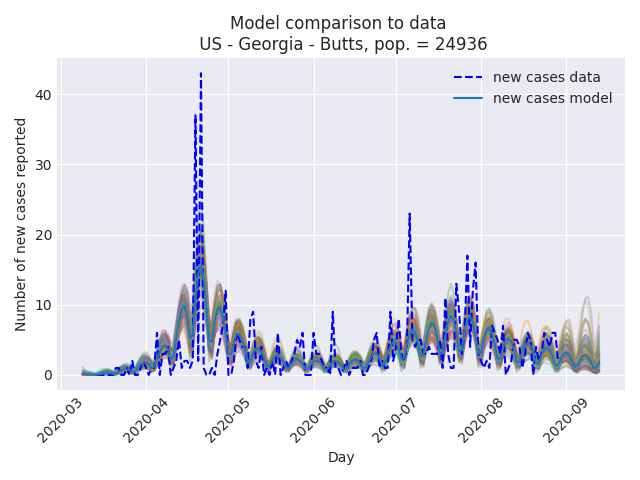 Model comparison to data
US - Georgia - Butts, pop. = 24936
new cases data
new cases model
Number of new cases reported
40
30
20
10
0
2020-03
2020-04
2020-05
2020-06
2020-07
2020-08
2020-09
Day